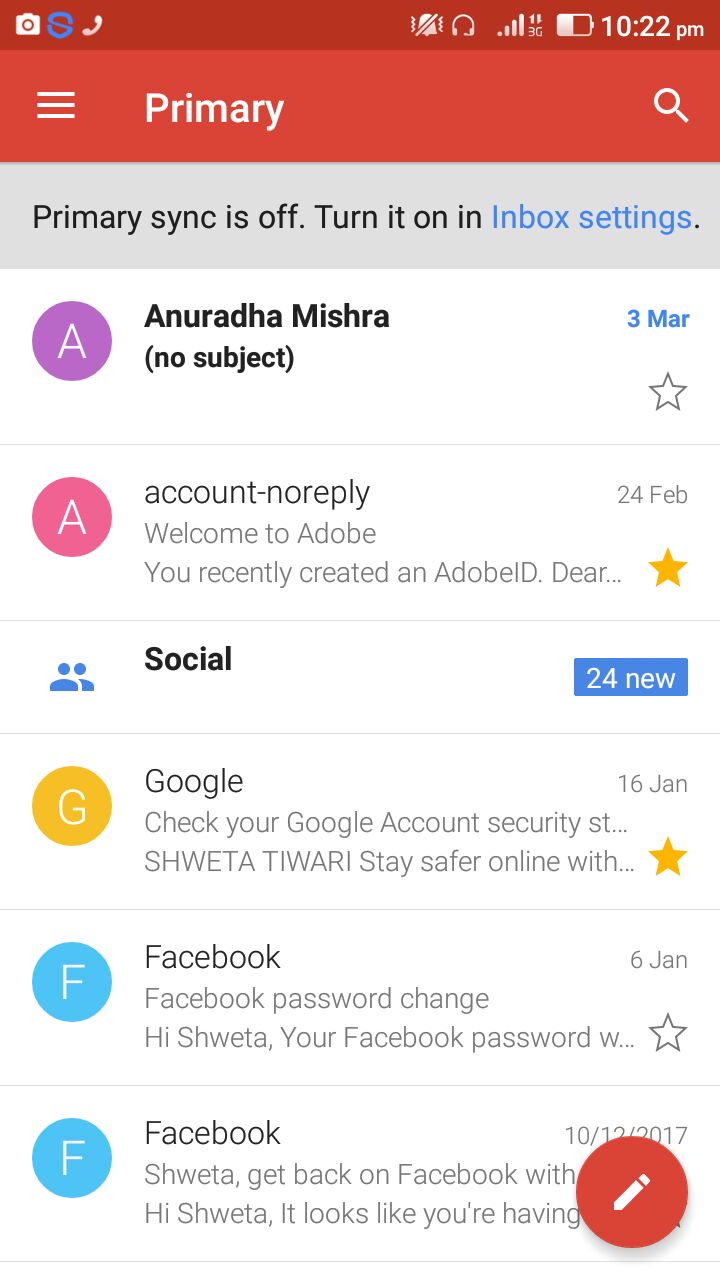 3G 10:22 pm
Primary
Primary sync is off. Turn it on in Inbox settings.
A Anuradha Mishra 3 Mar
(no subject)
A account-noreply 24 Feb
Welcome to Adobe
You recently created an AdobeID. Dear...
Social 24 new
G Google 16 Jan
Check your Google Account security st...
SHWETA TIWARI Stay safer online with...
F Facebook 6 Jan
Facebook password change
Hi Shweta, Your Facebook password w...
F Facebook 10/12/2017
Shweta, get back on Facebook with
Hi Shweta, It looks like you're having